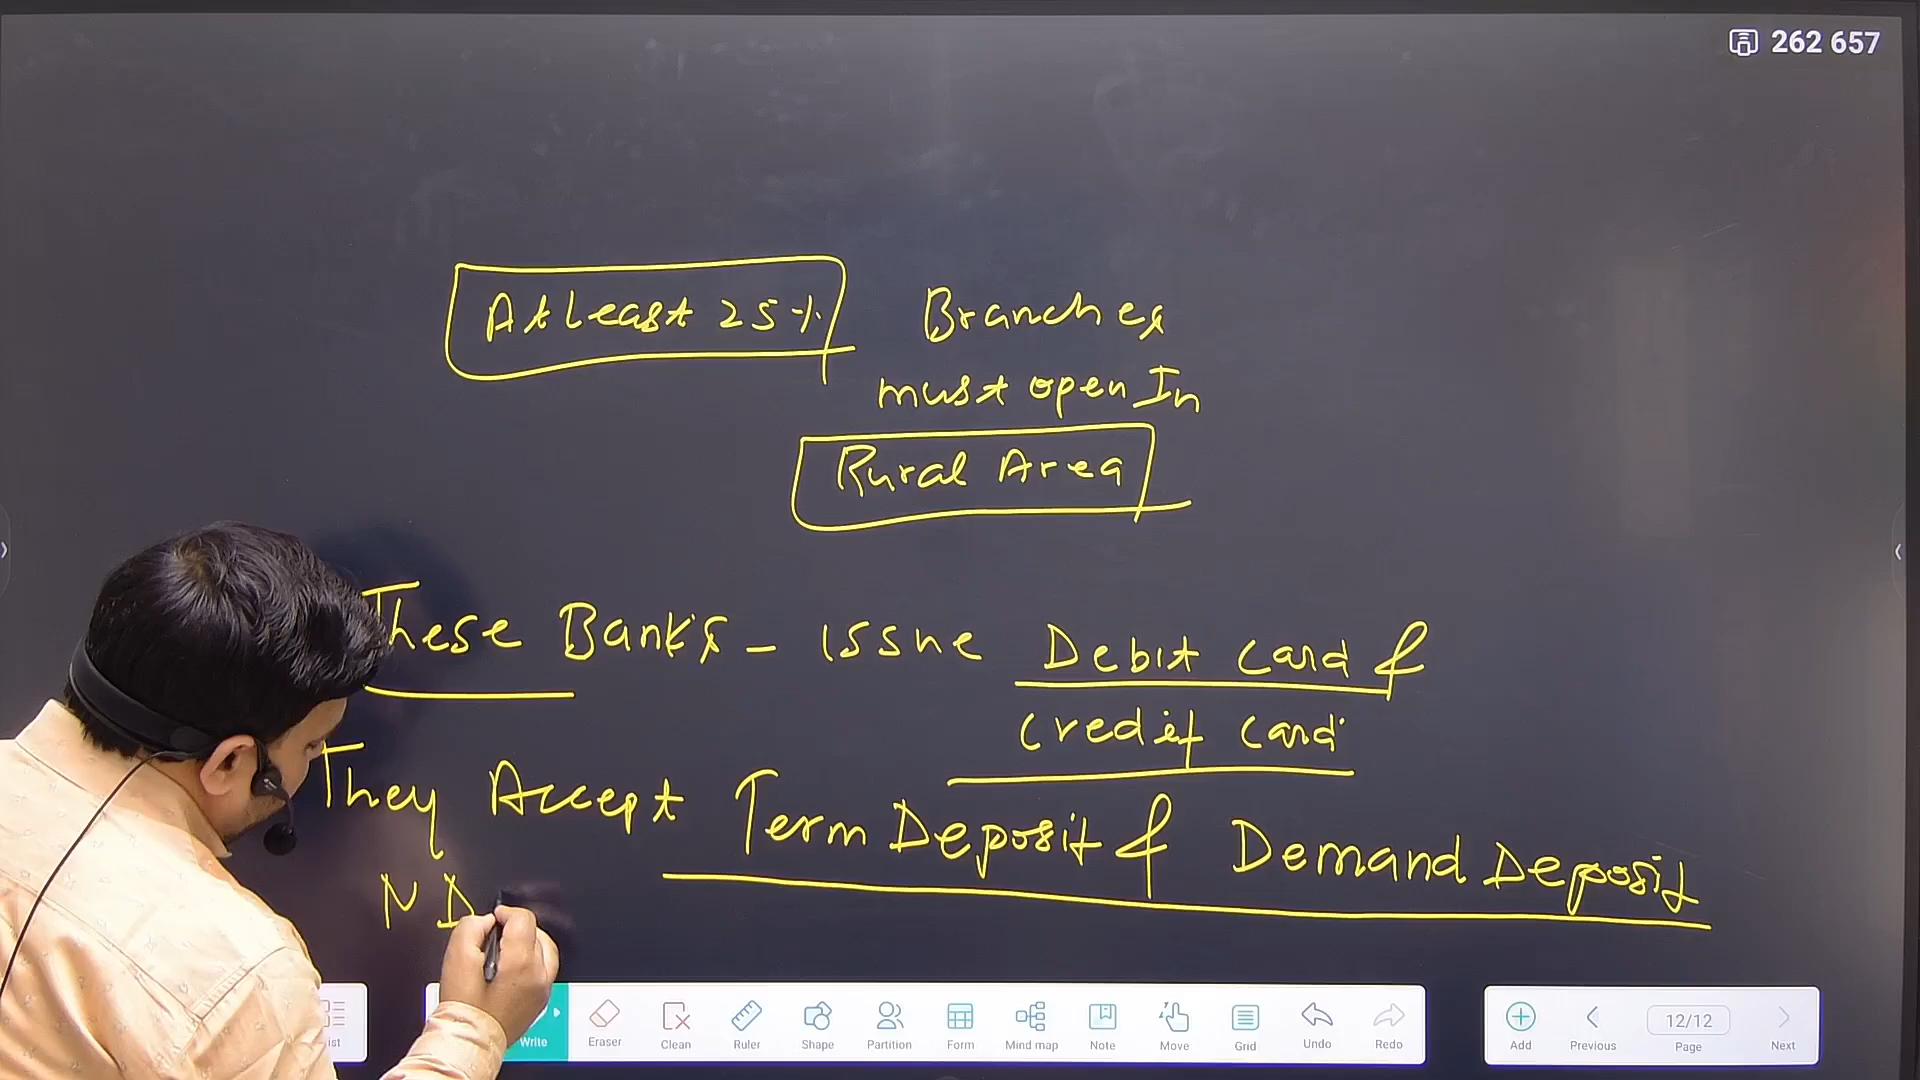 262 657
At least 25%
Branches
must open In
Rural Area
These Banks - issue Debit Card &
Credit Card
They Accept Term Deposit & Demand Deposit
N D
Write
Eraser
Clean
Ruler
Shape
Partition
Form
Mind map
Note
Move
Grid
Undo
Redo
Add
Previous
12/12
Page
Next